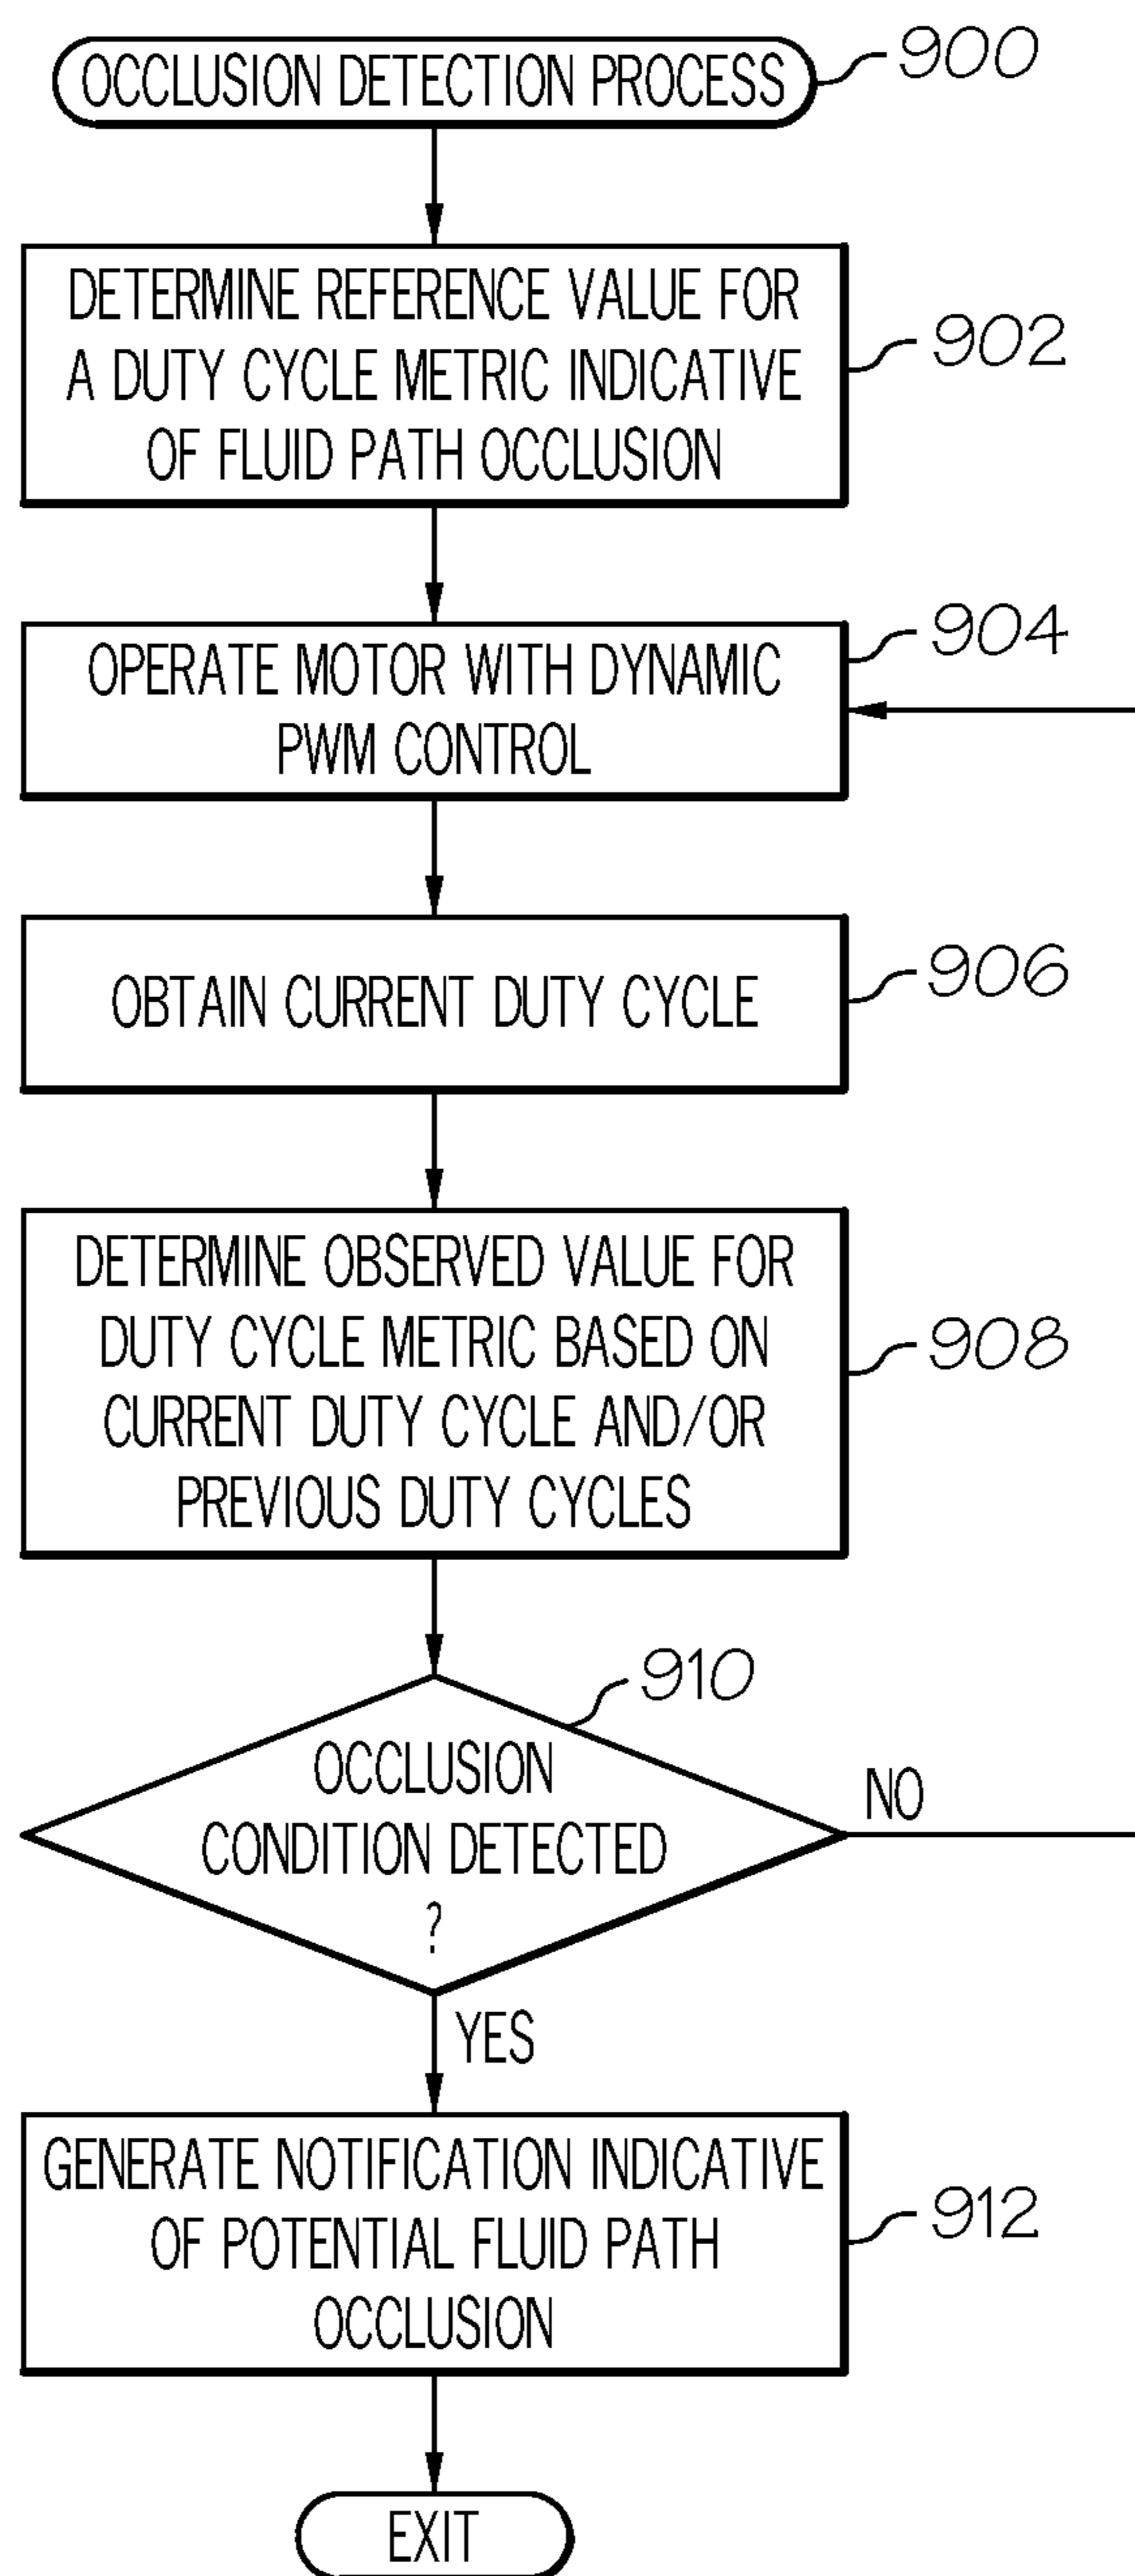 OCCLUSION DETECTION PROCESS
900
DETERMINE REFERENCE VALUE FOR
A DUTY CYCLE METRIC INDICATIVE
OF FLUID PATH OCCLUSION
902
OPERATE MOTOR WITH DYNAMIC
PWM CONTROL
904
OBTAIN CURRENT DUTY CYCLE
906
DETERMINE OBSERVED VALUE FOR
DUTY CYCLE METRIC BASED ON
CURRENT DUTY CYCLE AND/OR
PREVIOUS DUTY CYCLES
908
910
OCCLUSION
CONDITION DETECTED
?
NO
YES
GENERATE NOTIFICATION INDICATIVE
OF POTENTIAL FLUID PATH
OCCLUSION
912
EXIT